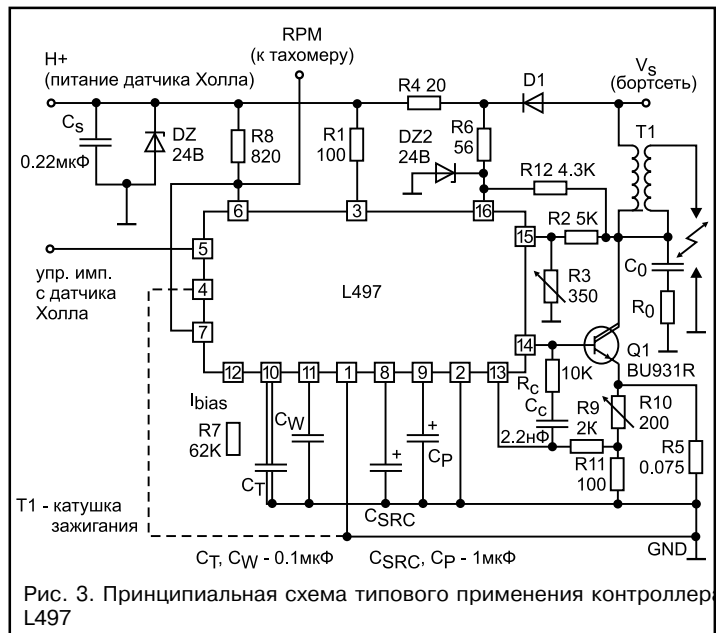 H+
(питание датчика Холла)
RPM
(к тахомеру)
VS
(бортсеть)
R4 20
D1
T1
CS
0.22мкФ
DZ
24В
R8
820
R1
100
DZ2
24В
R6
56
R12 4.3K
6
3
16
15
R2 5K
5
4
7
L497
упр. имп.
с датчика
Холла
R3
350
C0
R0
14
Q1
BU931R
12
10
11
1
8
9
2
13
Ibias
R7
62K
CT
CW
CSRC
CP
RC
10K
CC
2.2нФ
R9
2К
R10
200
R11
100
R5
0.075
T1 - катушка
зажигания
GND
CT, CW - 0.1мкФ CSRC, CP - 1мкФ
Рис. 3. Принципиальная схема типового применения контроллера
L497